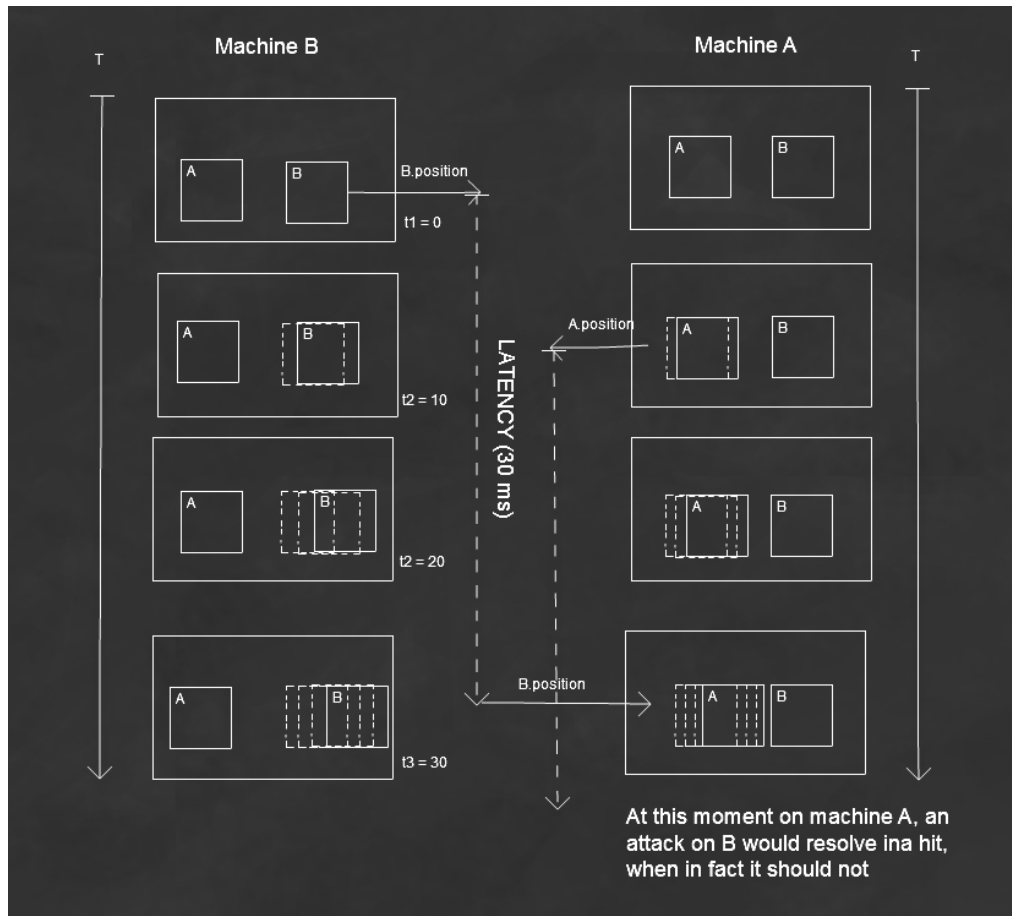 Machine B
Machine A
T
T
A
B
B.position
t1 = 0
A
B
A
B
t2 = 10
A.position
A
B
LATENCY (30 ms)
A
B
t2 = 20
A
B
A
B
t3 = 30
B.position
A
B
At this moment on machine A, an
attack on B would resolve ina hit,
when in fact it should not